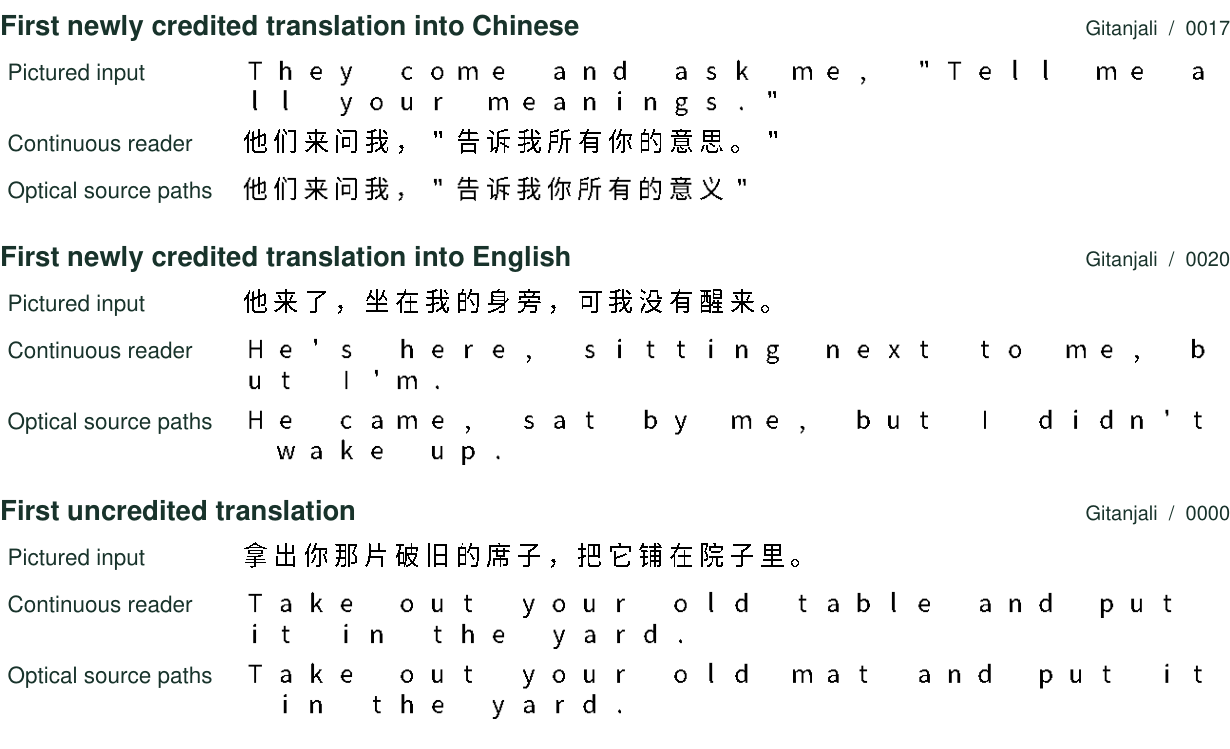 First newly credited translation into Chinese
Gitanjali / 0017
Pictured input
They come and ask me, "Tell me a
ll your meanings."
Continuous reader
他们来问我，"告诉我所有你的意思。"
Optical source paths
他们来问我，"告诉我你所有的意义"
First newly credited translation into English
Gitanjali / 0020
Pictured input
他来了，坐在我的身旁，可我没有醒来。
Continuous reader
He's here, sitting next to me, b
ut I'm.
Optical source paths
He came, sat by me, but I didn't
wake up.
First uncredited translation
Gitanjali / 0000
Pictured input
拿出你那片破旧的席子，把它铺在院子里。
Continuous reader
Take out your old table and put
it in the yard.
Optical source paths
Take out your old mat and put it
in the yard.